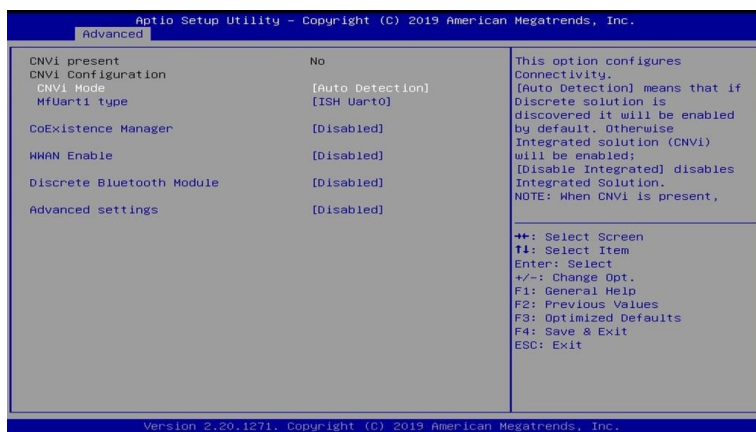 Aptio Setup Utility – Copyright (C) 2019 American Megatrends, Inc.
Advanced
CNVi present No
CNVi Configuration
CNVi Mode [Auto Detection]
MfUart1 type [ISH Uart0]
CoExistence Manager [Disabled]
WWAN Enable [Disabled]
Discrete Bluetooth Module [Disabled]
Advanced settings [Disabled]
This option configures
Connectivity.
[Auto Detection] means that if
Discrete solution is
discovered it will be enabled
by default. Otherwise
Integrated solution (CNVi)
will be enabled;
[Disable Integrated] disables
Integrated Solution.
NOTE: When CNVi is present,
→←: Select Screen
↑↓: Select Item
Enter: Select
+/-: Change Opt.
F1: General Help
F2: Previous Values
F3: Optimized Defaults
F4: Save & Exit
ESC: Exit
Version 2.20.1271. Copyright (C) 2019 American Megatrends, Inc.